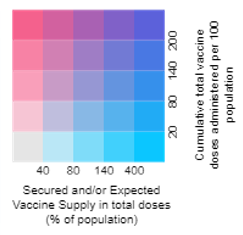 200
140
80
20
Cumulative total vaccine
doses administered per 100
population
40 80 140 400
Secured and/or Expected
Vaccine Supply in total doses
(% of population)